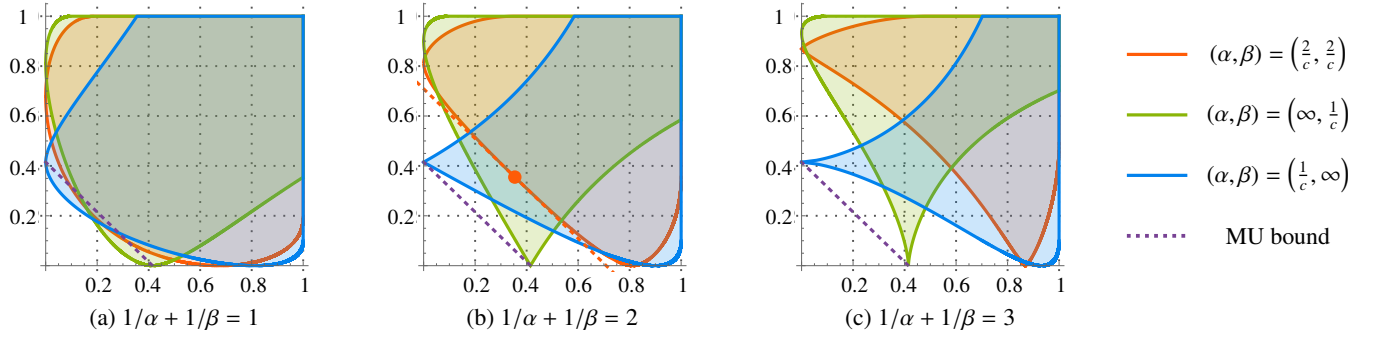 1
0.8
0.6
0.4
0.2
0.2 0.4 0.6 0.8 1
(a) 1/α + 1/β = 1
1
0.8
0.6
0.4
0.2
0.2 0.4 0.6 0.8 1
(b) 1/α + 1/β = 2
1
0.8
0.6
0.4
0.2
0.2 0.4 0.6 0.8 1
(c) 1/α + 1/β = 3
(α, β) = (2/c, 2/c)
(α, β) = (∞, 1/c)
(α, β) = (1/c, ∞)
MU bound